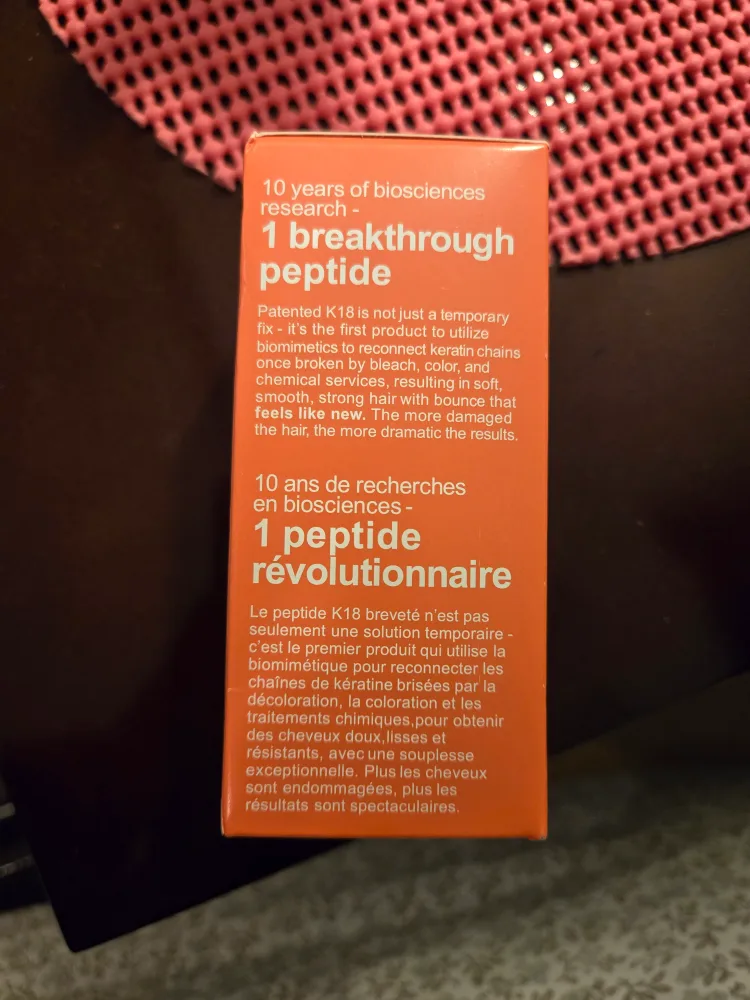 10 years of biosciences
research -
1 breakthrough
peptide
Patented K18 is not just a temporary
fix - it's the first product to utilize
biomimetics to reconnect keratin chains
once broken by bleach, color, and
chemical services, resulting in soft,
smooth, strong hair with bounce that
feels like new. The more damaged
the hair, the more dramatic the results.
10 ans de recherches
en biosciences -
1 peptide
révolutionnaire
Le peptide K18 breveté n'est pas
seulement une solution temporaire -
c'est le premier produit qui utilise la
biomimétique pour reconnecter les
chaînes de kératine brisées par la
décoloration, la coloration et les
traitements chimiques,pour obtenir
des cheveux doux,lisses et
résistants, avec une souplesse
exceptionnelle. Plus les cheveux
sont endommagées, plus les
résultats sont spectaculaires.